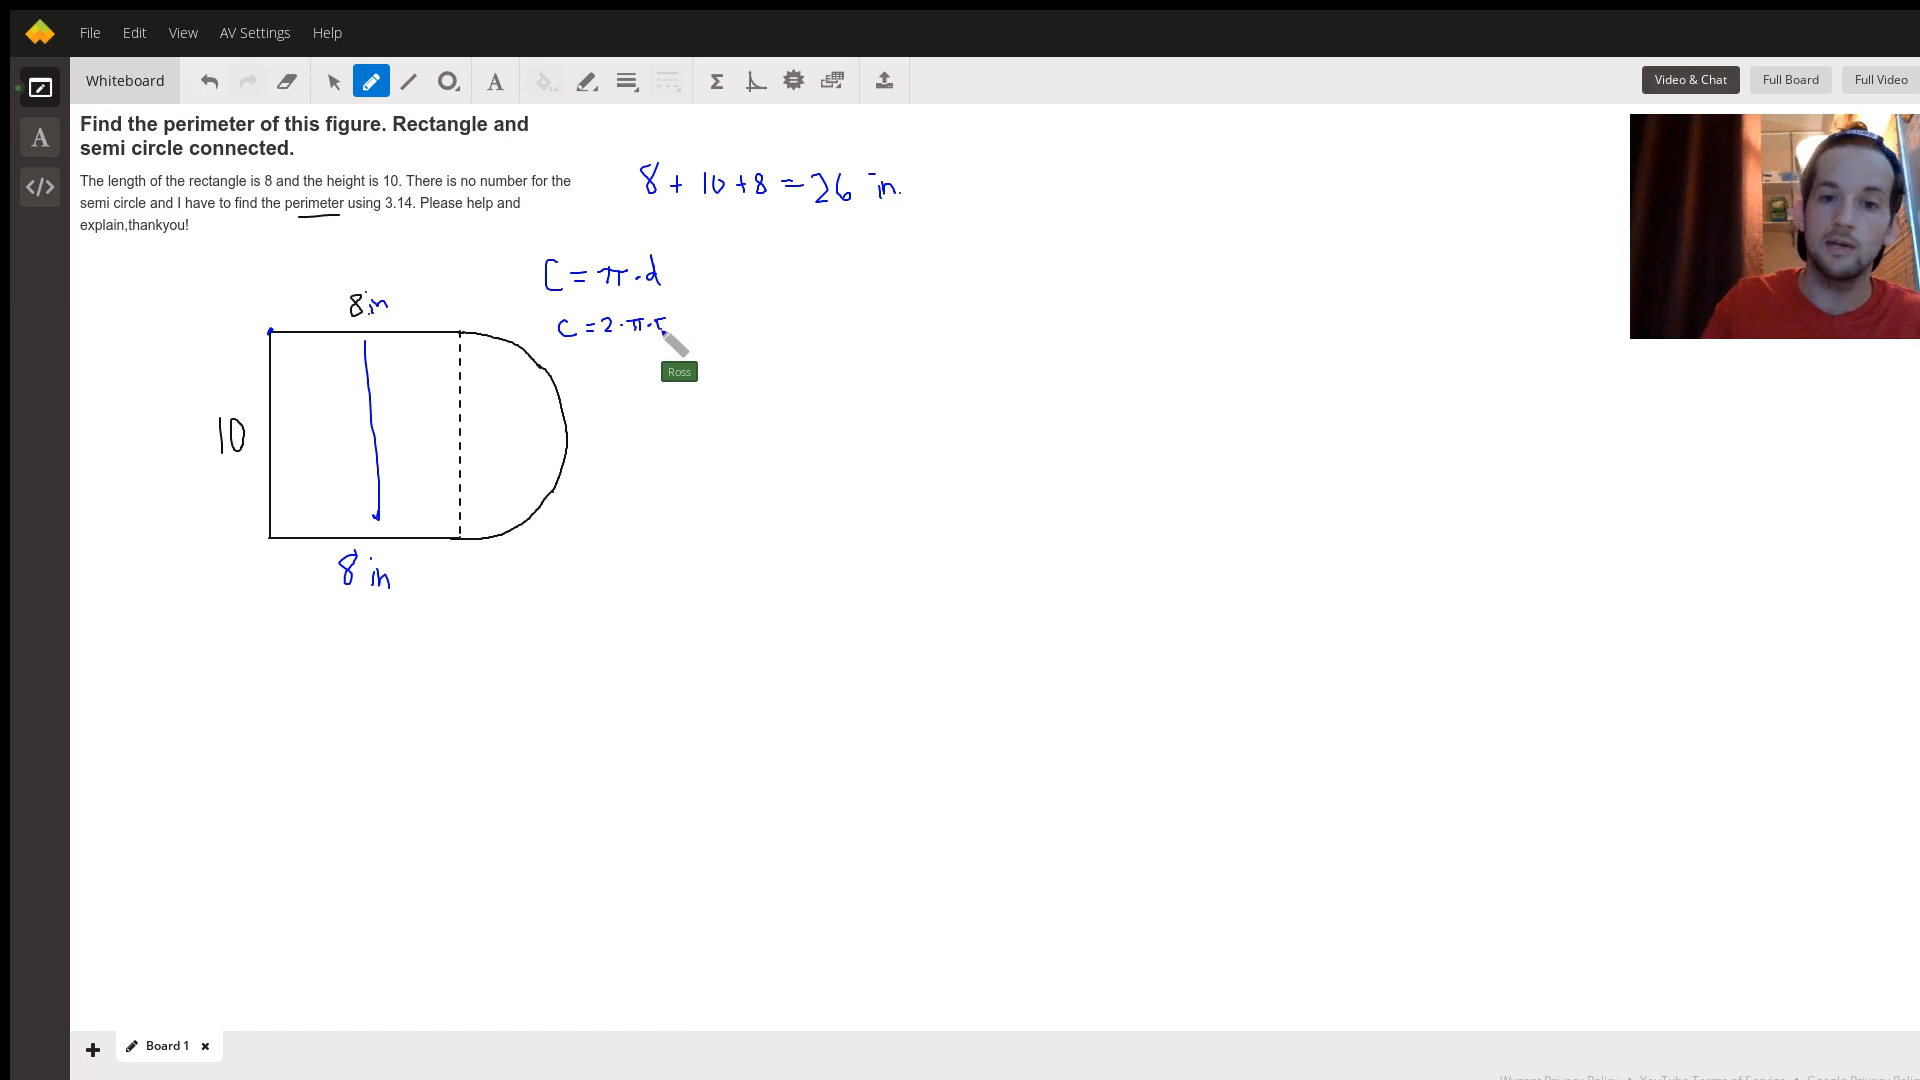 File Edit View AV Settings Help
Whiteboard A Σ Video & Chat Full Board Full Video
A
</>
Find the perimeter of this figure. Rectangle and
semi circle connected.
The length of the rectangle is 8 and the height is 10. There is no number for the
semi circle and I have to find the perimeter using 3.14. Please help and
explain,thankyou!
8 + 10 + 8 = 26 in.
C = π · d
C = 2 · π · r
Ross
8 in
10
8 in
+ Board 1 ×